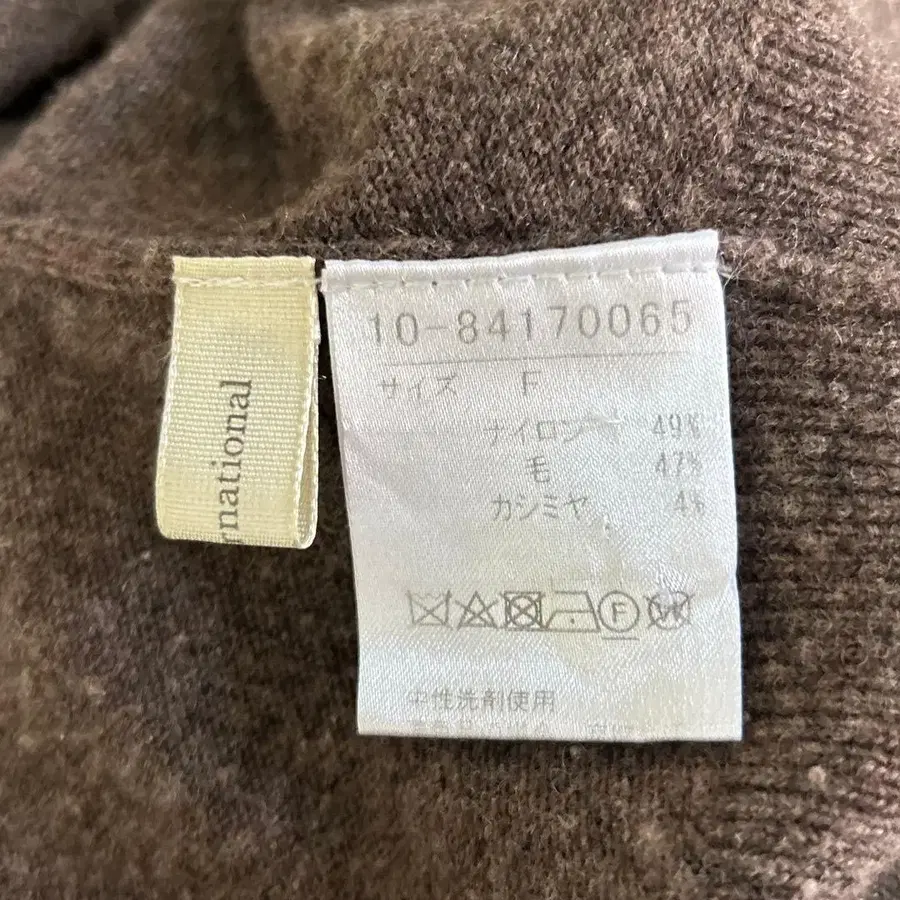 rnational
10-84170065
サイズ F
ナイロン 49%
毛 47%
カシミヤ 4%
F
W
中性洗剤使用